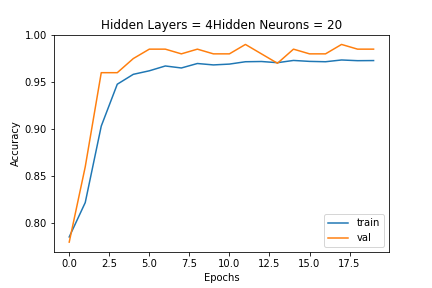 Hidden Layers = 4Hidden Neurons = 20
1.00
0.95
0.90
0.85
0.80
Accuracy
train
val
0.0 2.5 5.0 7.5 10.0 12.5 15.0 17.5
Epochs